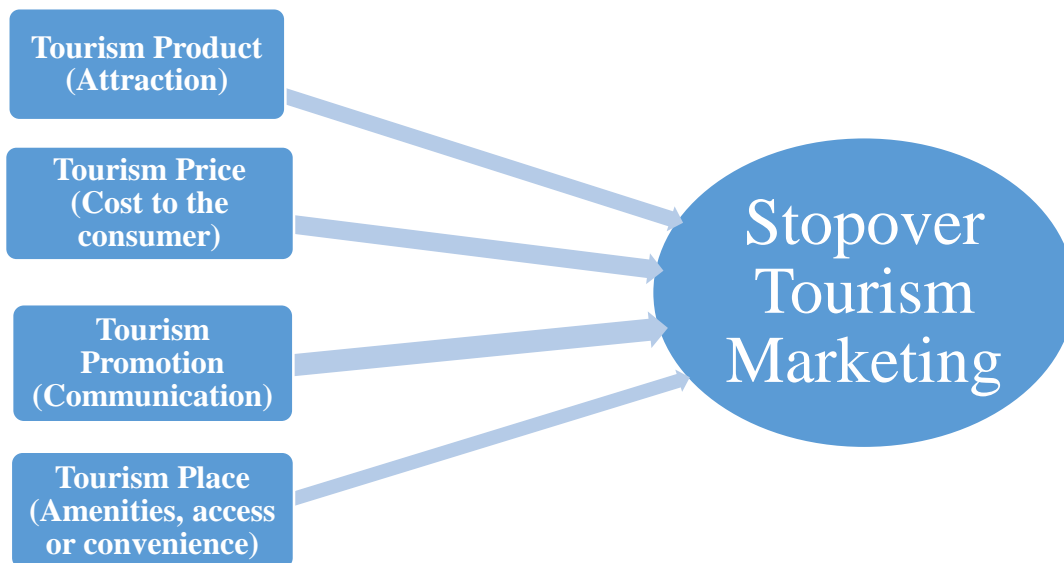 Tourism Product
(Attraction)
Tourism Price
(Cost to the
consumer)
Tourism
Promotion
(Communication)
Tourism Place
(Amenities, access
or convenience)
Stopover
Tourism
Marketing